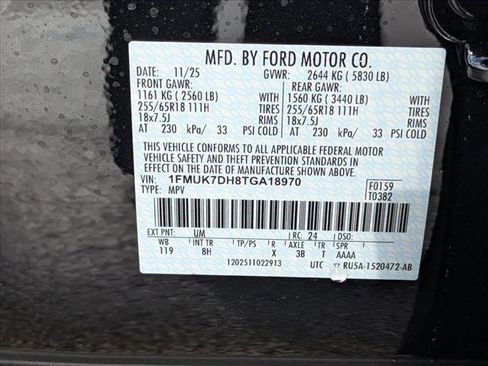 MFD. BY FORD MOTOR CO.
DATE: 11/25 GVWR: 2644 KG ( 5830 LB)
FRONT GAWR: REAR GAWR:
1161 KG ( 2560 LB) WITH 1560 KG ( 3440 LB) WITH
255/65R18 111H TIRES 255/65R18 111H TIRES
18x7.5J RIMS 18x7.5J RIMS
AT 230 kPa/ 33 PSI COLD AT 230 kPa/ 33 PSI COLD
THIS VEHICLE CONFORMS TO ALL APPLICABLE FEDERAL MOTOR
VEHICLE SAFETY AND THEFT PREVENTION STANDARDS IN
EFFECT ON THE DATE OF MANUFACTURE SHOWN ABOVE.
VIN: 1FMUK7DH8TGA18970 F0159
TYPE: MPV T0382
EXT PNT: UM RC: 24 DSO:
WB INT TR TP/PS R AXLE TR SPR
119 8H X 3B T AAAA
1202511022913 UTC ▽ RU5A-1520472-AB